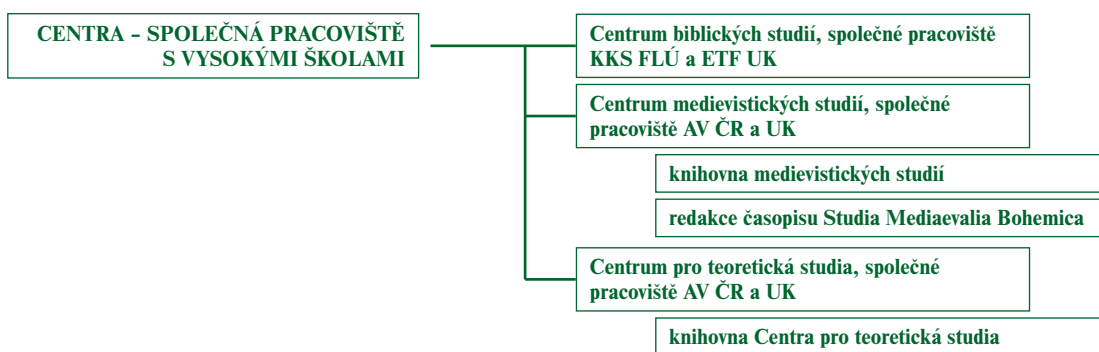 CENTRA – SPOLEČNÁ PRACOVIŠTĚ
S VYSOKÝMI ŠKOLAMI
Centrum biblických studií, společné pracoviště
KKS FLÚ a ETF UK
Centrum medievistických studií, společné
pracoviště AV ČR a UK
knihovna medievistických studií
redakce časopisu Studia Mediaevalia Bohemica
Centrum pro teoretická studia, společné
pracoviště AV ČR a UK
knihovna Centra pro teoretická studia